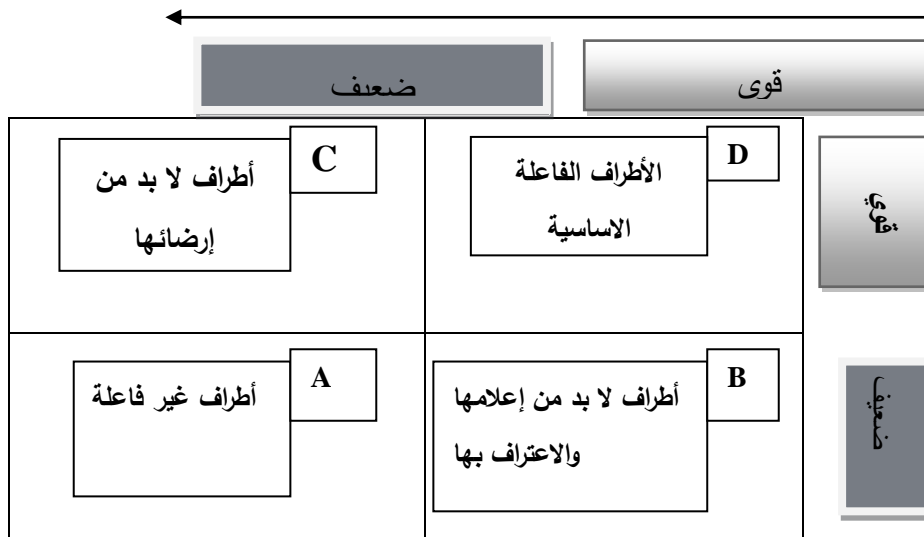 قوي
ضعيف
D
الأطراف الفاعلة
الاساسية
C
أطراف لا بد من
إرضائها
قوي
B
أطراف لا بد من إعلامها
والاعتراف بها
A
أطراف غير فاعلة
ضعيف